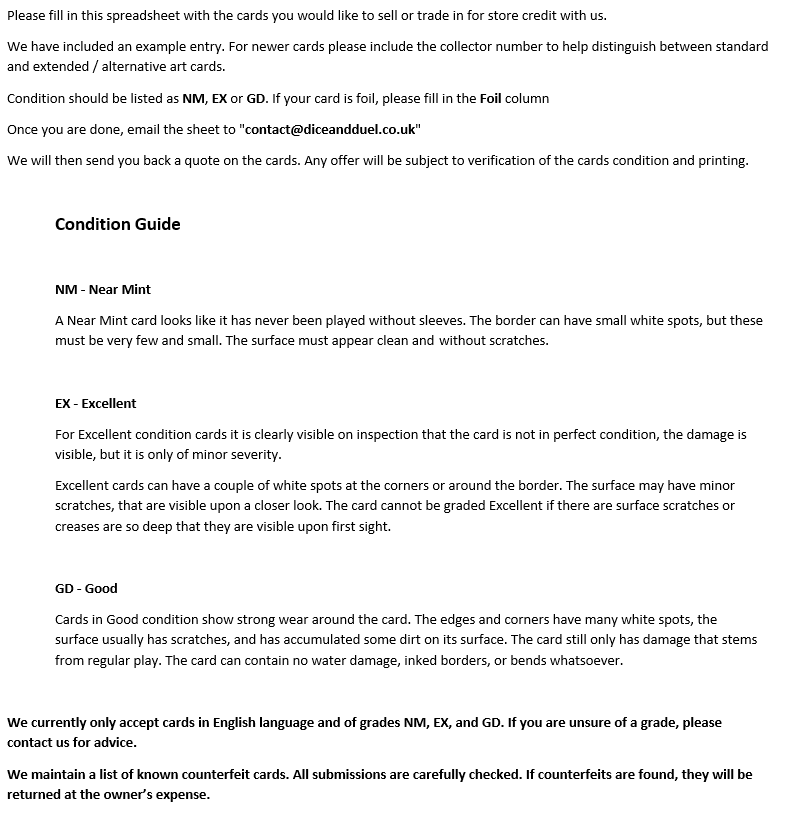 Please fill in this spreadsheet with the cards you would like to sell or trade in for store credit with us.
We have included an example entry. For newer cards please include the collector number to help distinguish between standard
and extended / alternative art cards.
Condition should be listed as NM, EX or GD. If your card is foil, please fill in the Foil column
Once you are done, email the sheet to "contact@diceandduel.co.uk"
We will then send you back a quote on the cards. Any offer will be subject to verification of the cards condition and printing.
Condition Guide
NM - Near Mint
A Near Mint card looks like it has never been played without sleeves. The border can have small white spots, but these
must be very few and small. The surface must appear clean and without scratches.
EX - Excellent
For Excellent condition cards it is clearly visible on inspection that the card is not in perfect condition, the damage is
visible, but it is only of minor severity.
Excellent cards can have a couple of white spots at the corners or around the border. The surface may have minor
scratches, that are visible upon a closer look. The card cannot be graded Excellent if there are surface scratches or
creases are so deep that they are visible upon first sight.
GD - Good
Cards in Good condition show strong wear around the card. The edges and corners have many white spots, the
surface usually has scratches, and has accumulated some dirt on its surface. The card still only has damage that stems
from regular play. The card can contain no water damage, inked borders, or bends whatsoever.
We currently only accept cards in English language and of grades NM, EX, and GD. If you are unsure of a grade, please
contact us for advice.
We maintain a list of known counterfeit cards. All submissions are carefully checked. If counterfeits are found, they will be
returned at the owner’s expense.